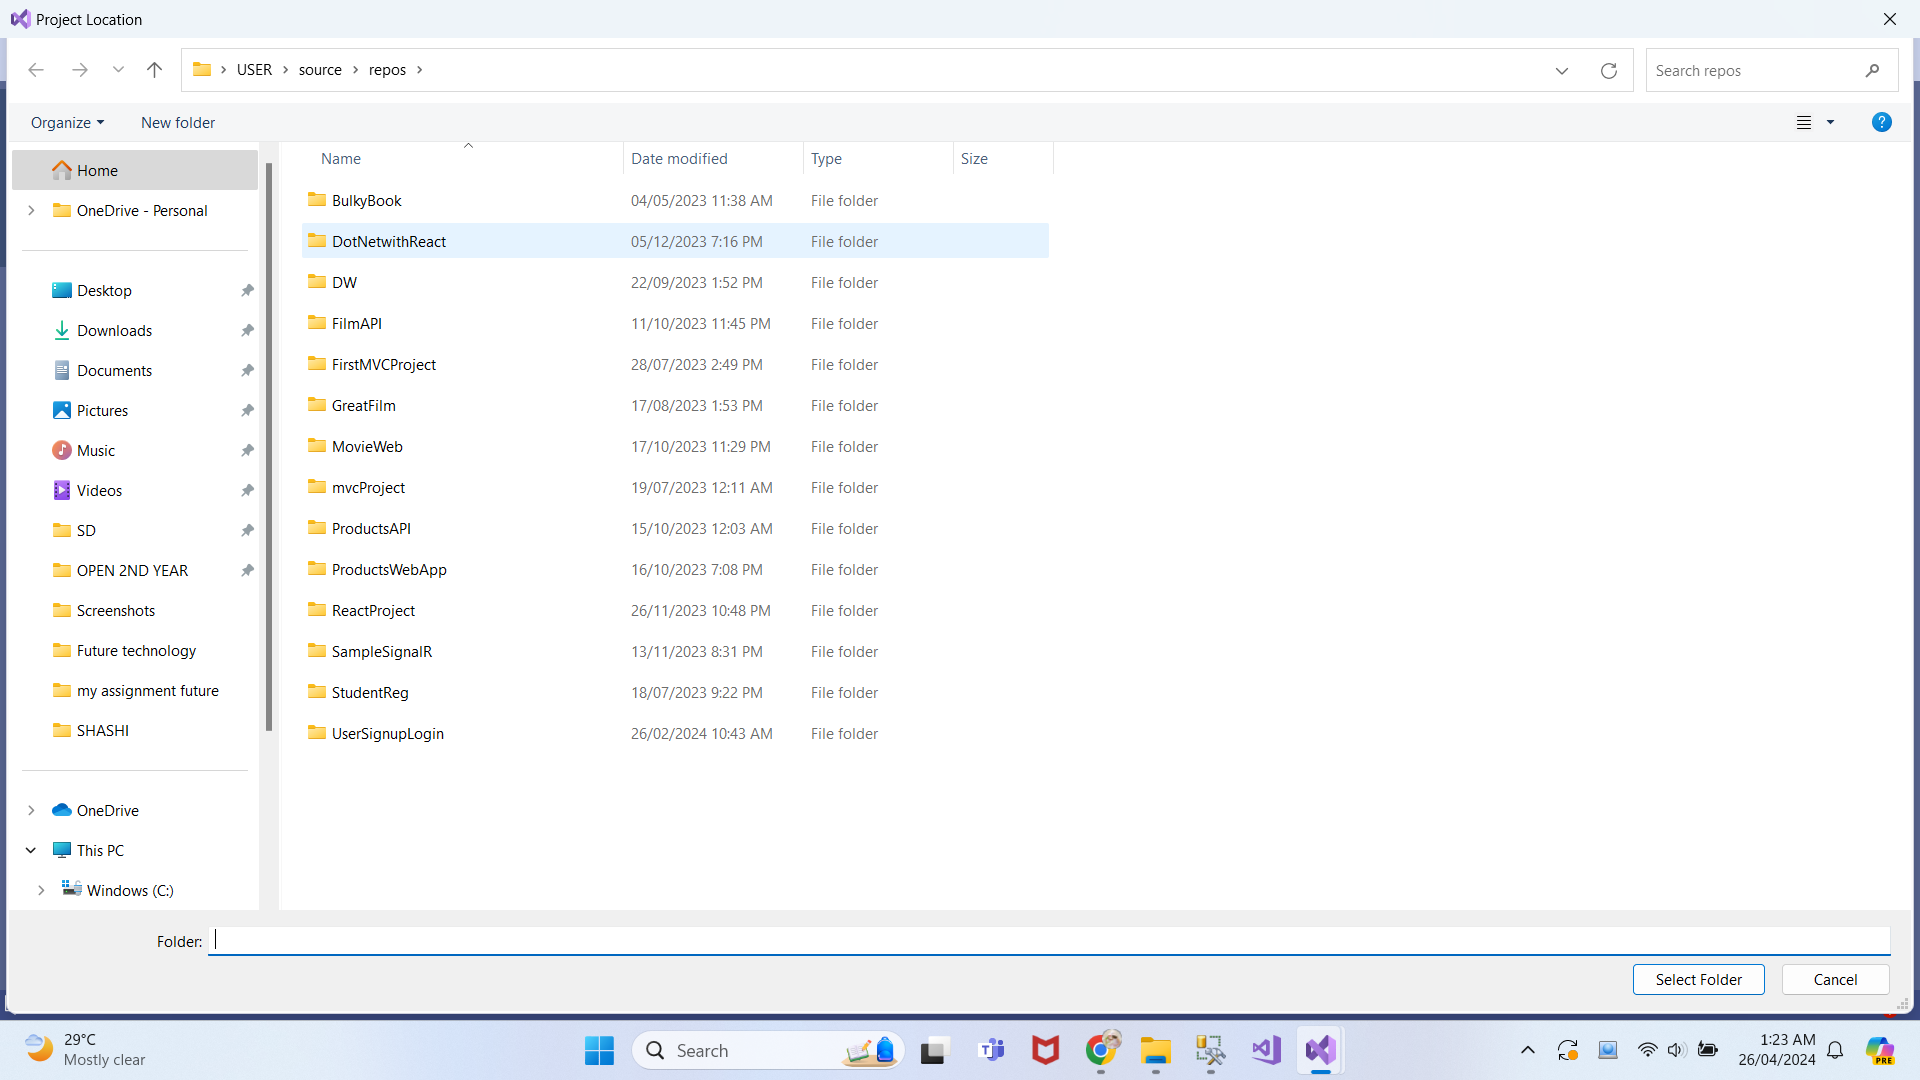 Project Location
USER source repos
Search repos
Organize New folder
?
Name Date modified Type Size
Home
OneDrive - Personal
Desktop
Downloads
Documents
Pictures
Music
Videos
SD
OPEN 2ND YEAR
Screenshots
Future technology
my assignment future
SHASHI
OneDrive
This PC
Windows (C:)
BulkyBook 04/05/2023 11:38 AM File folder
DotNetwithReact 05/12/2023 7:16 PM File folder
DW 22/09/2023 1:52 PM File folder
FilmAPI 11/10/2023 11:45 PM File folder
FirstMVCProject 28/07/2023 2:49 PM File folder
GreatFilm 17/08/2023 1:53 PM File folder
MovieWeb 17/10/2023 11:29 PM File folder
mvcProject 19/07/2023 12:11 AM File folder
ProductsAPI 15/10/2023 12:03 AM File folder
ProductsWebApp 16/10/2023 7:08 PM File folder
ReactProject 26/11/2023 10:48 PM File folder
SampleSignalR 13/11/2023 8:31 PM File folder
StudentReg 18/07/2023 9:22 PM File folder
UserSignupLogin 26/02/2024 10:43 AM File folder
Folder:
Select Folder Cancel
29°C
Mostly clear
Search
1:23 AM
26/04/2024
PRE